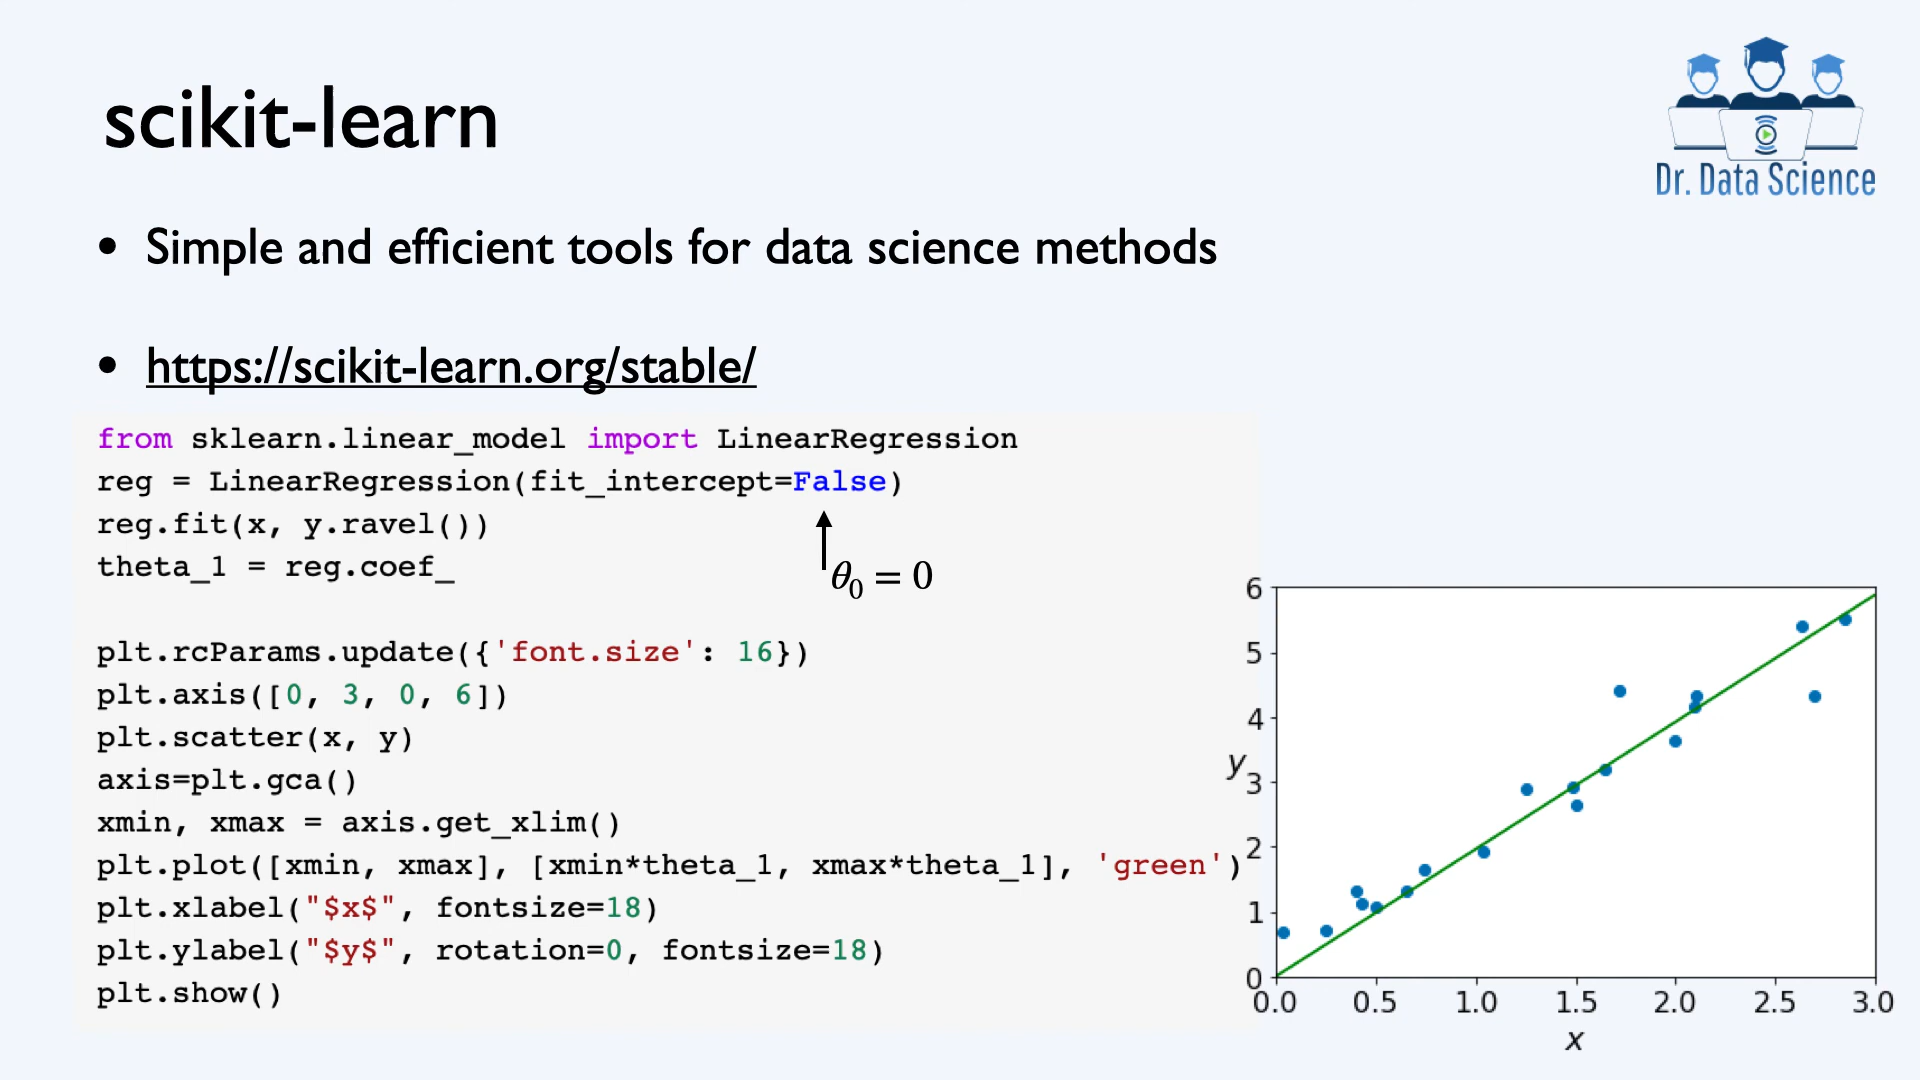 scikit-learn
Dr. Data Science
• Simple and efficient tools for data science methods
• https://scikit-learn.org/stable/
from sklearn.linear_model import LinearRegression
reg = LinearRegression(fit_intercept=False)
reg.fit(x, y.ravel())
theta_1 = reg.coef_
θ₀ = 0
plt.rcParams.update({'font.size': 16})
plt.axis([0, 3, 0, 6])
plt.scatter(x, y)
axis=plt.gca()
xmin, xmax = axis.get_xlim()
plt.plot([xmin, xmax], [xmin*theta_1, xmax*theta_1], 'green')
plt.xlabel("$x$", fontsize=18)
plt.ylabel("$y$", rotation=0, fontsize=18)
plt.show()
6
5
4
y
3
2
1
0
0.0 0.5 1.0 1.5 2.0 2.5 3.0
x